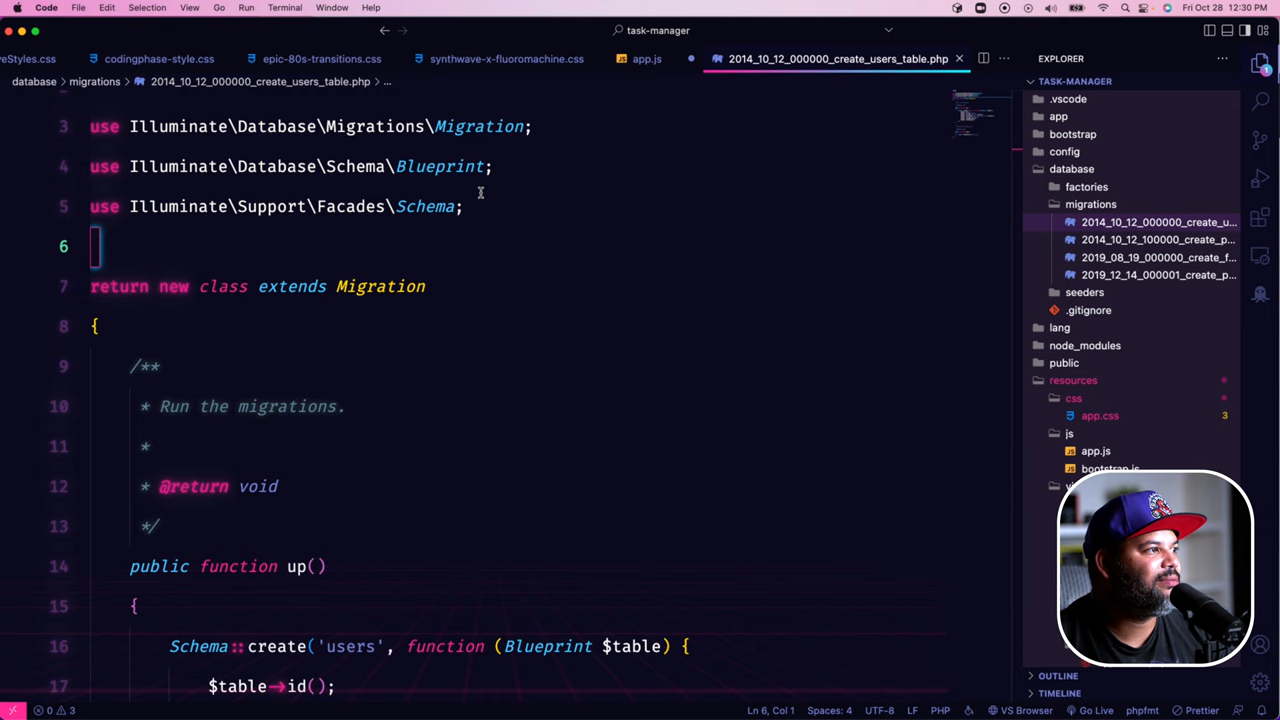 Code File Edit Selection View Go Run Terminal Window Help Fri Oct 28 12:30 PM
task-manager
veStyles.css codingphase-style.css epic-80s-transitions.css synthwave-x-fluoromachine.css app.js 2014_10_12_000000_create_users_table.php
database migrations 2014_10_12_000000_create_users_table.php ...
3 use Illuminate\Database\Migrations\Migration;
4 use Illuminate\Database\Schema\Blueprint;
5 use Illuminate\Support\Facades\Schema;
6
7 return new class extends Migration
8 {
9 /**
10 * Run the migrations.
11 *
12 * @return void
13 */
14 public function up()
15 {
16 Schema::create('users', function (Blueprint $table) {
17 $table->id();
EXPLORER
TASK-MANAGER
.vscode
app
bootstrap
config
database
factories
migrations
2014_10_12_000000_create_u...
2014_10_12_100000_create_p...
2019_08_19_000000_create_f...
2019_12_14_000001_create_p...
seeders
.gitignore
lang
node_modules
public
resources
css
app.css 3
js
app.js
bootstrap.js
OUTLINE
TIMELINE
1
0 3 Ln 6, Col 1 Spaces: 4 UTF-8 LF PHP VS Browser Go Live phpfmt Prettier